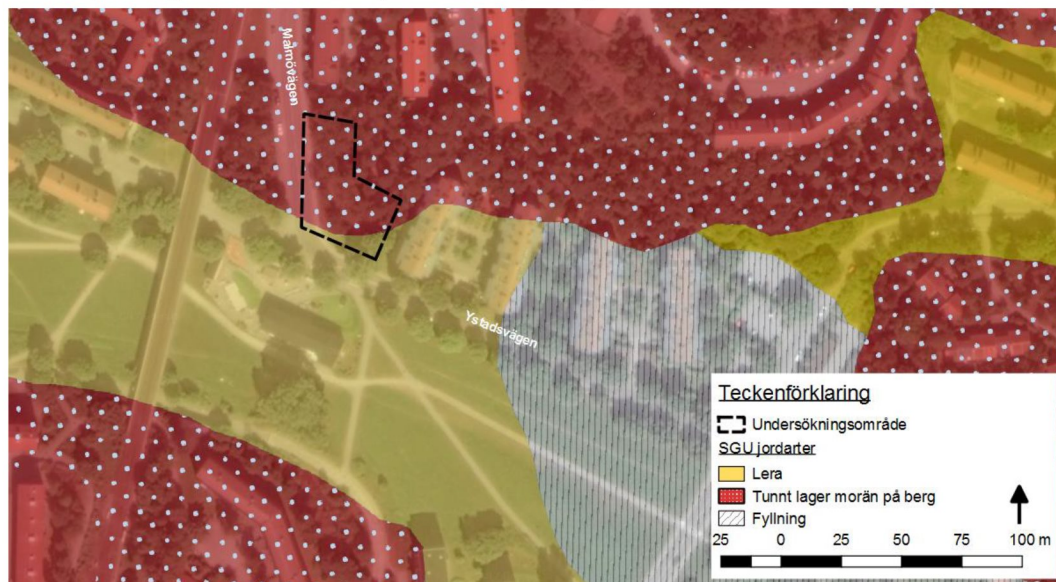 Malmövägen
Ystadsvägen
Teckenförklaring
Undersökningsområde
SGU jordarter
Lera
Tunnt lager morän på berg
Fyllning
25 12 0 25 50 75 100 m